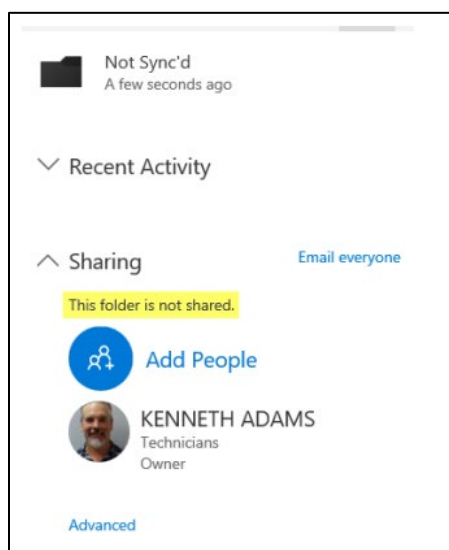 Not Sync'd
A few seconds ago
Recent Activity
Sharing
Email everyone
This folder is not shared.
Add People
KENNETH ADAMS
Technicians
Owner
Advanced